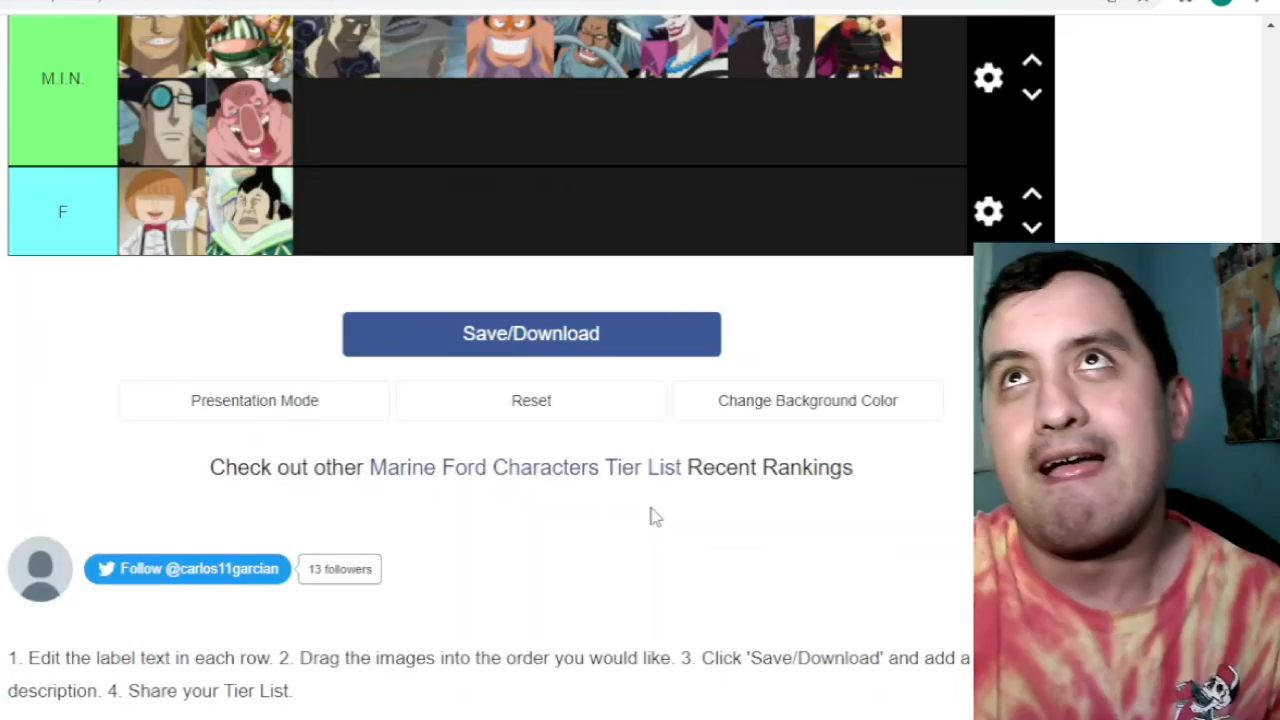 M.I.N.
F
Save/Download
Presentation Mode
Reset
Change Background Color
Check out other Marine Ford Characters Tier List Recent Rankings
Follow @carlos11garcian
13 followers
1. Edit the label text in each row. 2. Drag the images into the order you would like. 3. Click 'Save/Download' and add a
description. 4. Share your Tier List.